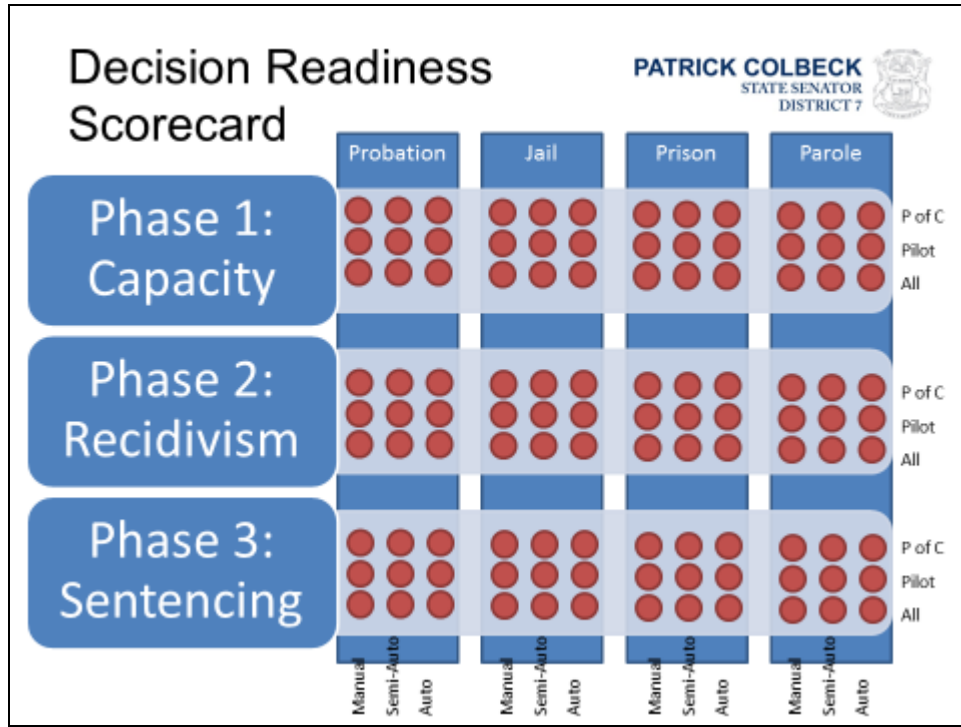 Decision Readiness
Scorecard
PATRICK COLBECK
STATE SENATOR
DISTRICT 7
Probation
Jail
Prison
Parole
Phase 1:
Capacity
P of C
Pilot
All
Phase 2:
Recidivism
P of C
Pilot
All
Phase 3:
Sentencing
P of C
Pilot
All
Manual
Semi-Auto
Auto
Manual
Semi-Auto
Auto
Manual
Semi-Auto
Auto
Manual
Semi-Auto
Auto